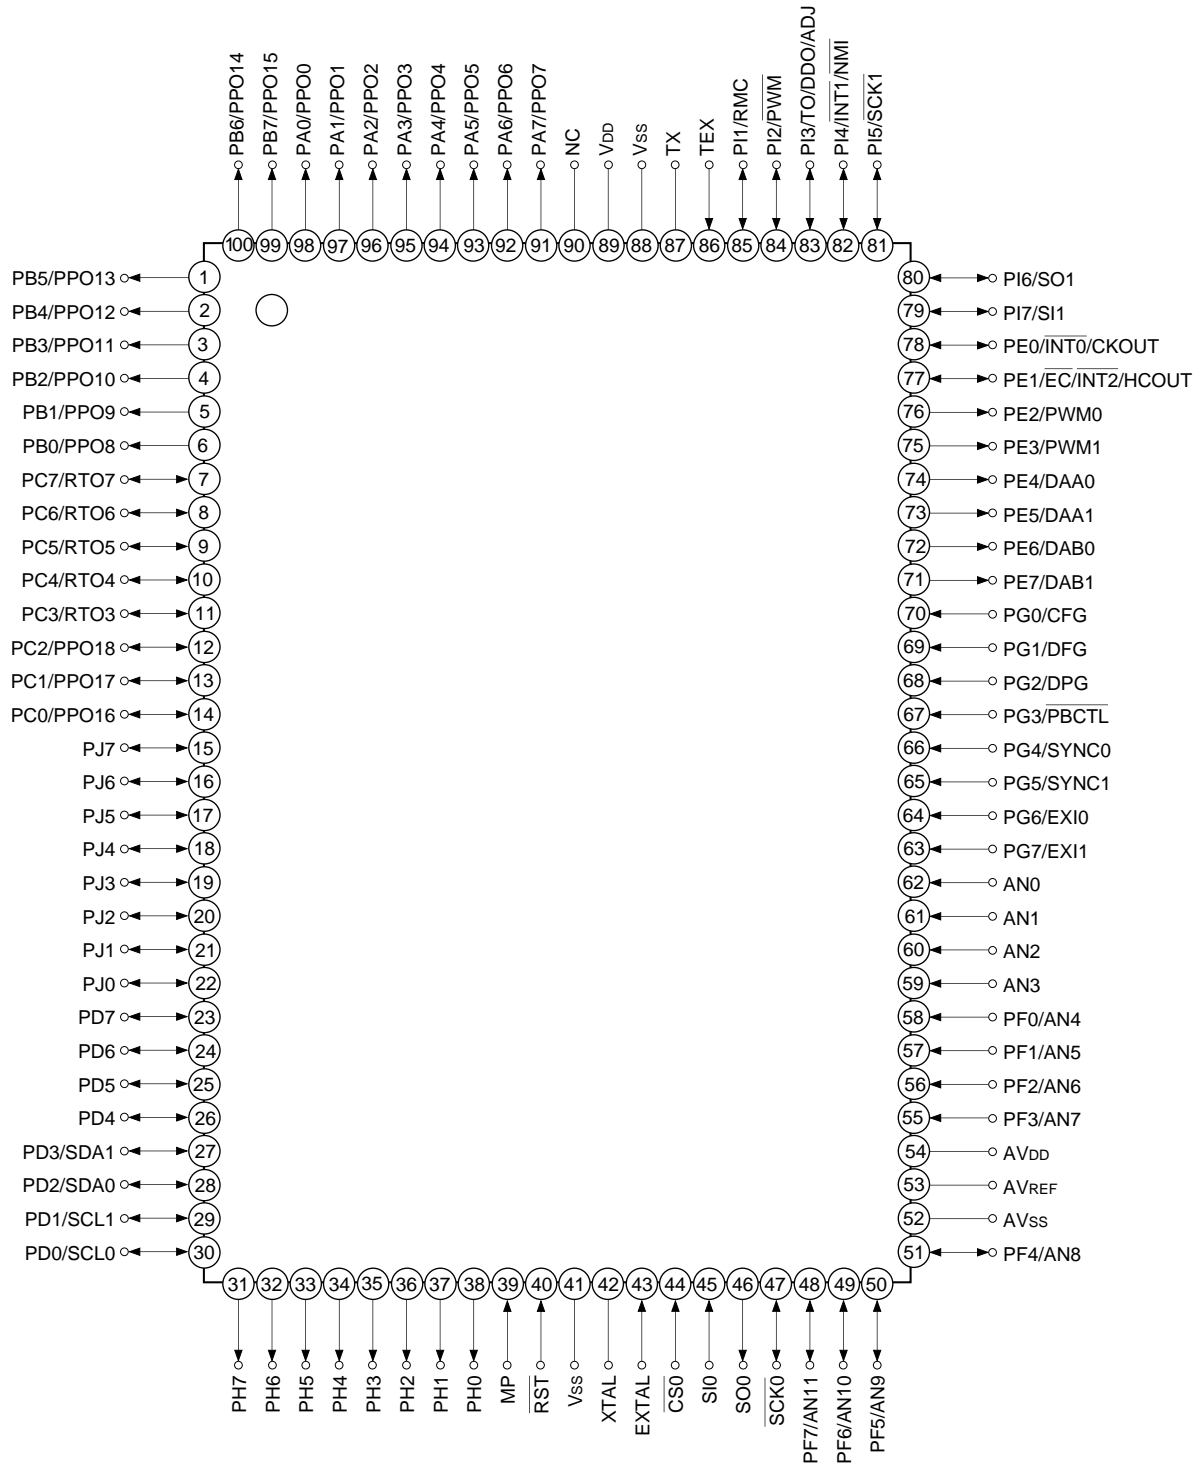 PB6/PPO14
PB7/PPO15
PA0/PPO0
PA1/PPO1
PA2/PPO2
PA3/PPO3
PA4/PPO4
PA5/PPO5
PA6/PPO6
PA7/PPO7
NC
VDD
VSS
TX
TEX
PI1/RMC
PI2/PWM
PI3/TO/DDO/ADJ
PI4/INT1/NMI
PI5/SCK1
100 99 98 97 96 95 94 93 92 91 90 89 88 87 86 85 84 83 82 81
PB5/PPO13 1 80 PI6/SO1
PB4/PPO12 2 79 PI7/SI1
PB3/PPO11 3 78 PE0/INT0/CKOUT
PB2/PPO10 4 77 PE1/EC/INT2/HCOUT
PB1/PPO9 5 76 PE2/PWM0
PB0/PPO8 6 75 PE3/PWM1
PC7/RTO7 7 74 PE4/DAA0
PC6/RTO6 8 73 PE5/DAA1
PC5/RTO5 9 72 PE6/DAB0
PC4/RTO4 10 71 PE7/DAB1
PC3/RTO3 11 70 PG0/CFG
PC2/PPO18 12 69 PG1/DFG
PC1/PPO17 13 68 PG2/DPG
PC0/PPO16 14 67 PG3/PBCTL
PJ7 15 66 PG4/SYNC0
PJ6 16 65 PG5/SYNC1
PJ5 17 64 PG6/EXI0
PJ4 18 63 PG7/EXI1
PJ3 19 62 AN0
PJ2 20 61 AN1
PJ1 21 60 AN2
PJ0 22 59 AN3
PD7 23 58 PF0/AN4
PD6 24 57 PF1/AN5
PD5 25 56 PF2/AN6
PD4 26 55 PF3/AN7
PD3/SDA1 27 54 AVDD
PD2/SDA0 28 53 AVREF
PD1/SCL1 29 52 AVSS
PD0/SCL0 30 51 PF4/AN8
31 32 33 34 35 36 37 38 39 40 41 42 43 44 45 46 47 48 49 50
PH7
PH6
PH5
PH4
PH3
PH2
PH1
PH0
MP
RST
VSS
XTAL
EXTAL
CS0
SI0
SO0
SCK0
PF7/AN11
PF6/AN10
PF5/AN9